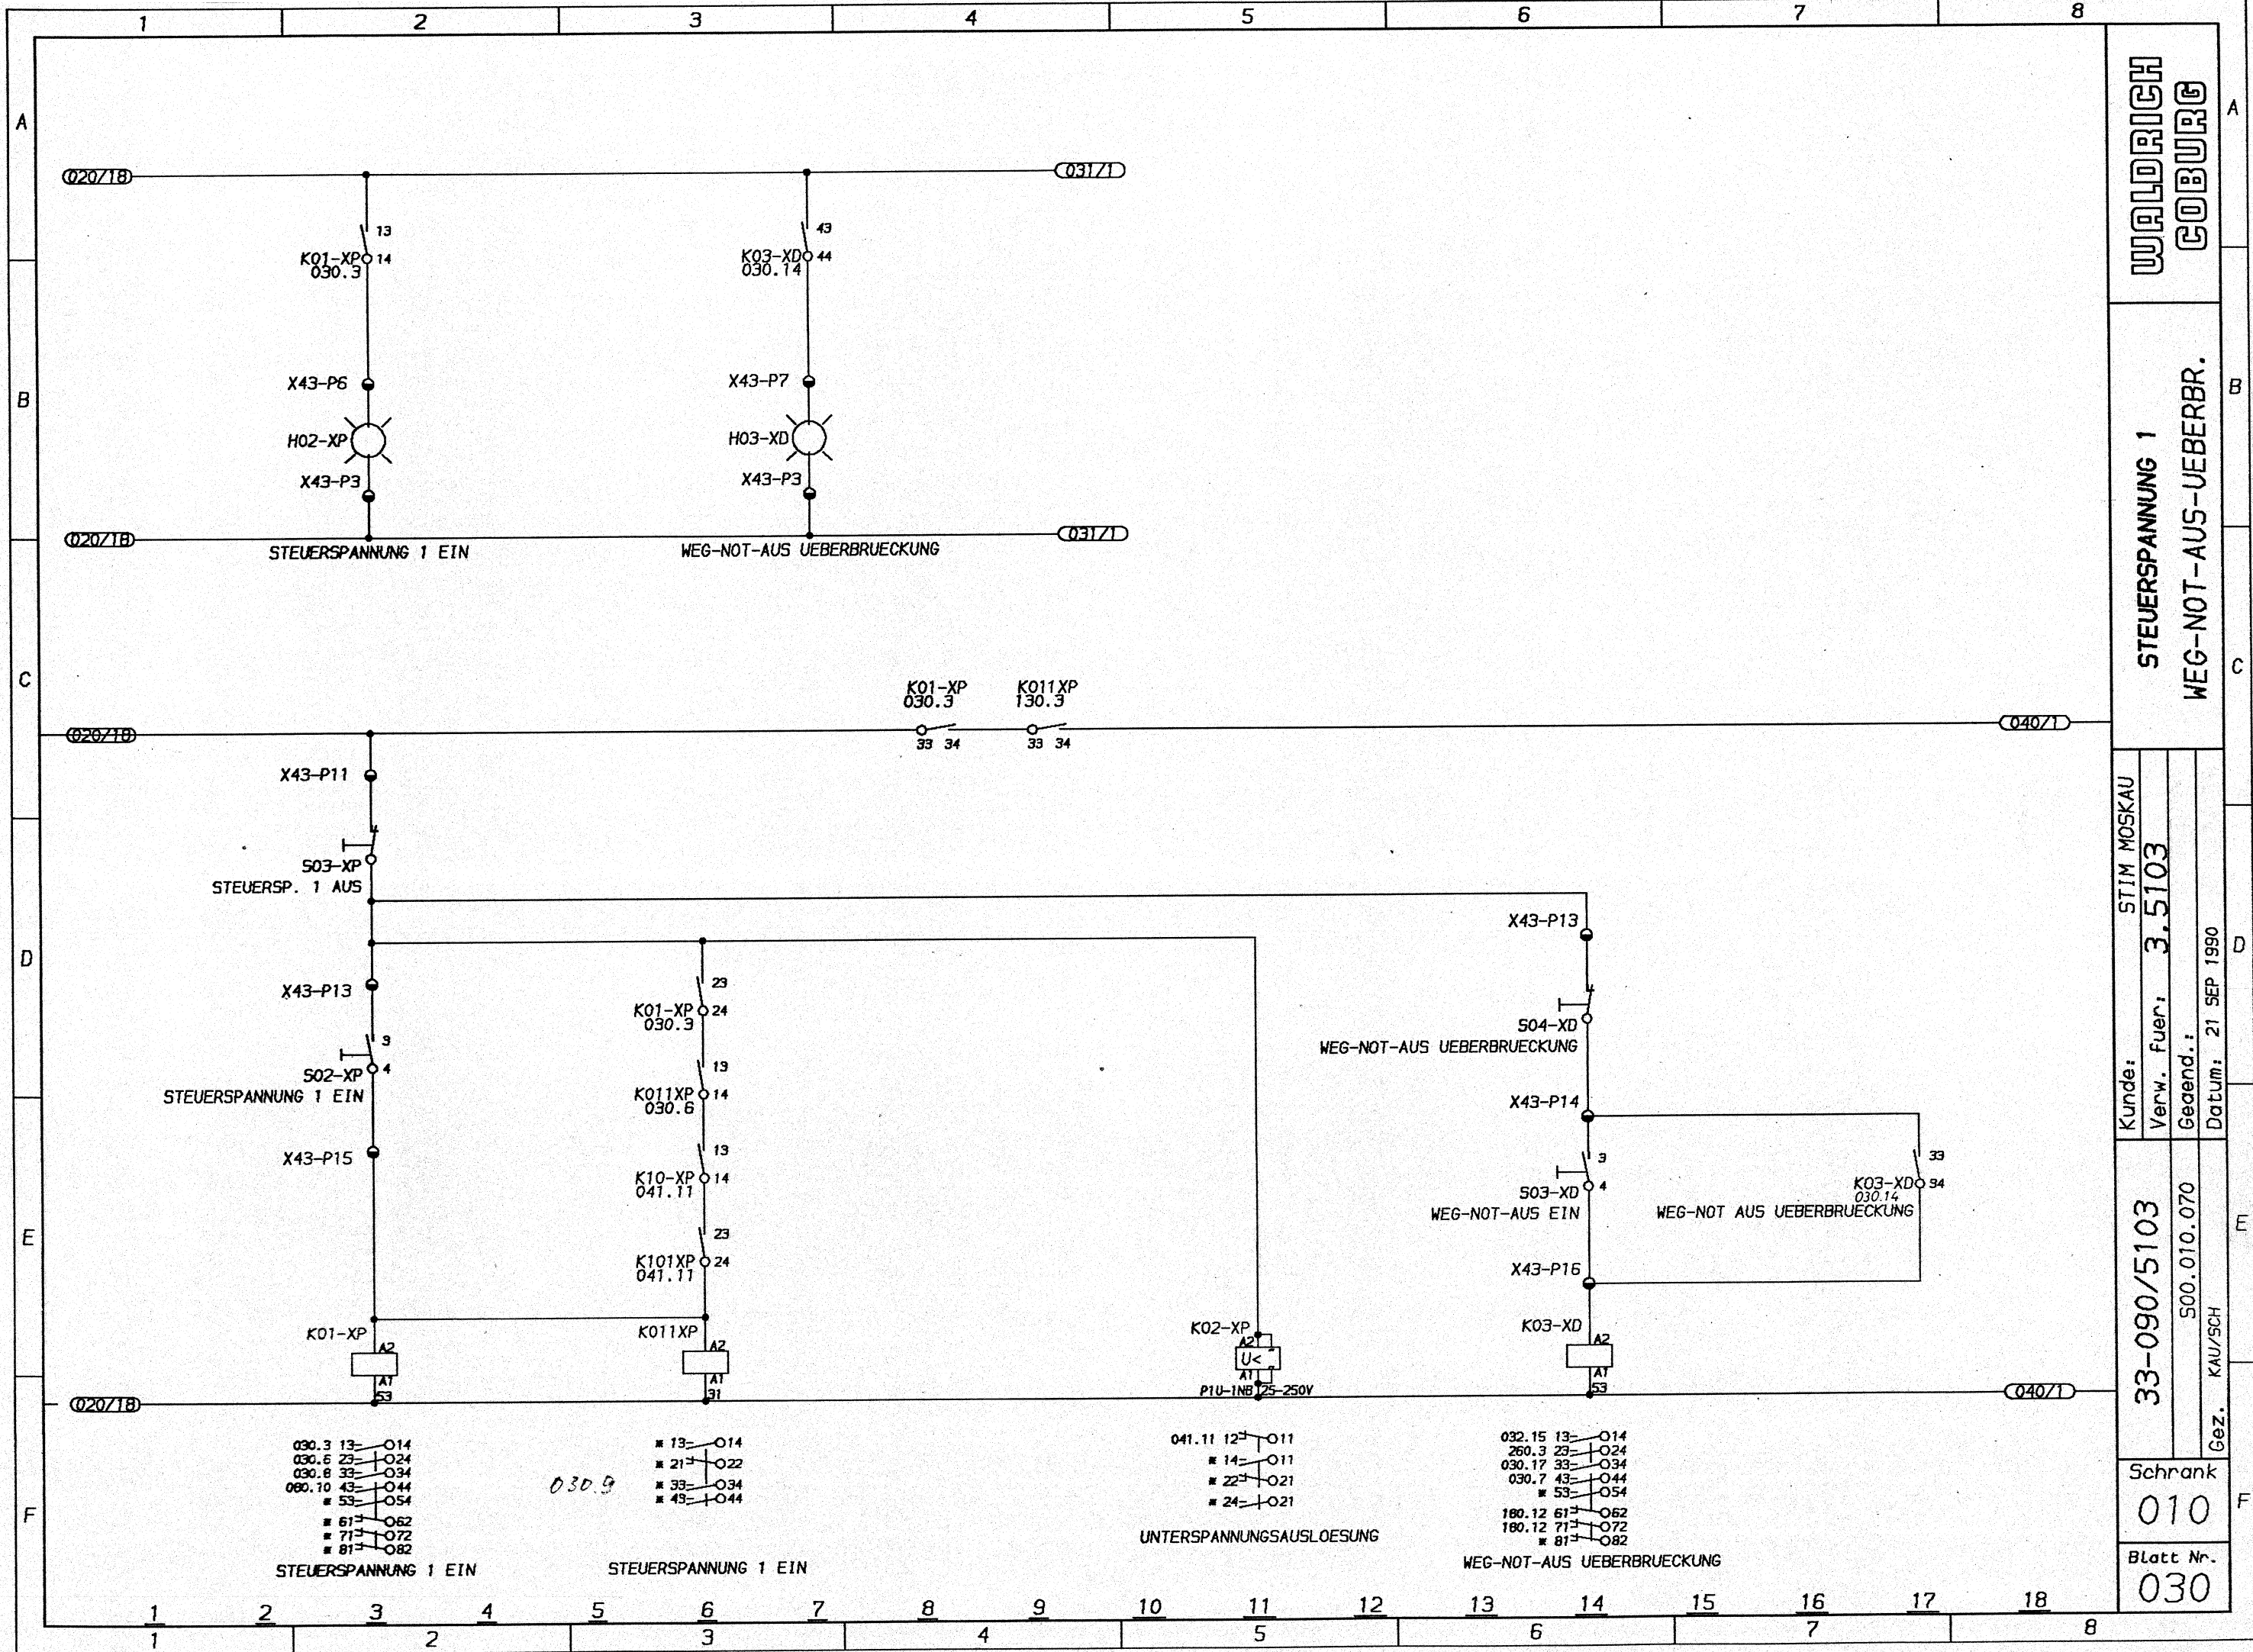 1 2 3 4 5 6 7 8
A
B
C
D
E
F
020/18
031/1
13
K01-XP 14
030.3
43
K03-XD 44
030.14
X43-P6
X43-P7
H02-XP
H03-XD
X43-P3
X43-P3
020/18
031/1
STEUERSPANNUNG 1 EIN
WEG-NOT-AUS UEBERBRUECKUNG
K01-XP
030.3
K011XP
130.3
020/18
33 34
33 34
040/1
X43-P11
S03-XP
STEUERSP. 1 AUS
X43-P13
X43-P13
23
K01-XP 24
030.3
S04-XD
WEG-NOT-AUS UEBERBRUECKUNG
3
S02-XP 4
STEUERSPANNUNG 1 EIN
13
K011XP 14
030.6
X43-P14
X43-P15
13
K10-XP 14
041.11
3
S03-XD 4
WEG-NOT-AUS EIN
33
K03-XD 34
030.14
WEG-NOT AUS UEBERBRUECKUNG
23
K101XP 24
041.11
X43-P16
K01-XP
A2
A1
53
K011XP
A2
A1
31
K02-XP
A2
U<
A1
P1U-1NB 25-250V
K03-XD
A2
A1
53
020/18
040/1
030.3 13 14
030.6 23 24
030.8 33 34
080.10 43 44
* 53 54
* 61 62
* 71 72
* 81 82
STEUERSPANNUNG 1 EIN
030.9
* 13 14
* 21 22
* 33 34
* 43 44
STEUERSPANNUNG 1 EIN
041.11 12 11
* 14 11
* 22 21
* 24 21
UNTERSPANNUNGSAUSLOESUNG
032.15 13 14
260.3 23 24
030.17 33 34
030.7 43 44
* 53 54
180.12 61 62
180.12 71 72
* 81 82
WEG-NOT-AUS UEBERBRUECKUNG
1 2 3 4 5 6 7 8 9 10 11 12 13 14 15 16 17 18
1 2 3 4 5 6 7 8
WALDRICH
COBURG
STEUERSPANNUNG 1
WEG-NOT-AUS-UEBERBR.
Kunde: STIM MOSKAU
Verw. fuer: 3.5103
Geaend.:
Datum: 21 SEP 1990
33-090/5103
S00.010.070
Gez. KAU/SCH
Schrank
010
Blatt Nr.
030
A
B
C
D
E
F